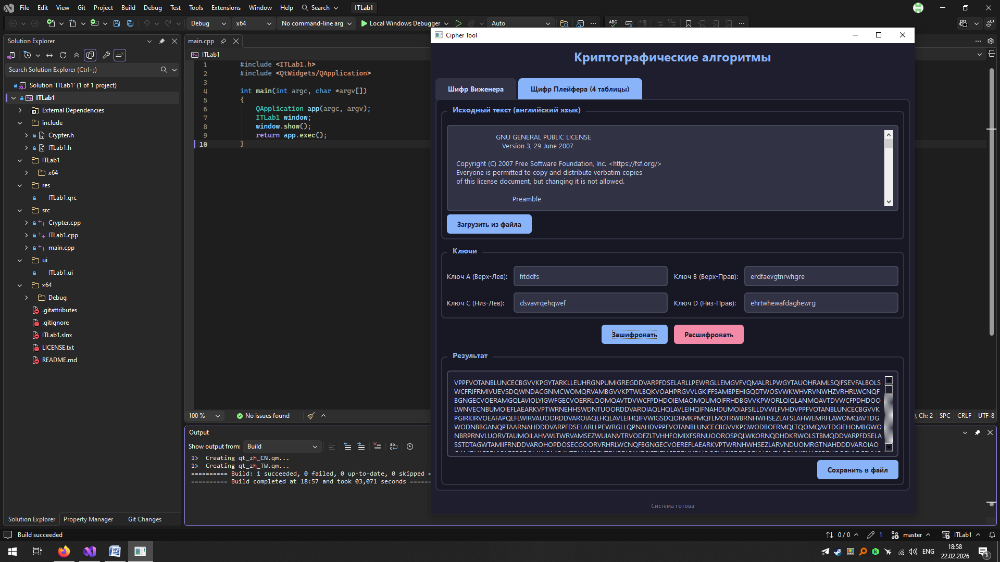 File Edit View Git Project Build Debug Test Tools Extensions Window Help Search ITLab1
Debug x64 No command-line arg Local Windows Debugger Auto
Solution Explorer
Search Solution Explorer (Ctrl+;)
Solution 'ITLab1' (1 of 1 project)
ITLab1
External Dependencies
include
Crypter.h
ITLab1.h
ITLab1
x64
res
ITLab1.qrc
src
Crypter.cpp
ITLab1.cpp
main.cpp
ui
ITLab1.ui
x64
Debug
.gitattributes
.gitignore
ITLab1.slnx
LICENSE.txt
README.md
Solution Explorer Property Manager Git Changes
main.cpp
ITLab1
1 #include <ITLab1.h>
2 #include <QtWidgets/QApplication>
3
4 int main(int argc, char *argv[])
5 {
6 QApplication app(argc, argv);
7 ITLab1 window;
8 window.show();
9 return app.exec();
10 }
100 % No issues found
Ch: 2 SPC CRLF UTF-8
Output
Show output from: Build
1> Creating qt_zh_CN.qm...
1> Creating qt_zh_TW.qm...
========== Build: 1 succeeded, 0 failed, 0 up-to-date, 0 skipped =
========== Build completed at 18:57 and took 03,071 seconds ======
Cipher Tool
Криптографические алгоритмы
Шифр Виженера
Щифр Плейфера (4 таблицы)
Исходный текст (английский язык)
GNU GENERAL PUBLIC LICENSE
Version 3, 29 June 2007
Copyright (C) 2007 Free Software Foundation, Inc. <https://fsf.org/>
Everyone is permitted to copy and distribute verbatim copies
of this license document, but changing it is not allowed.
Preamble
Загрузить из файла
Ключи
Ключ A (Верх-Лев): fitddfs Ключ B (Верх-Прав): erdfaevgtnrwhgre
Ключ C (Низ-Лев): dsvavrqehqwef Ключ D (Низ-Прав): ehrtwhewafdaghewrg
Зашифровать Расшифровать
Результат
VPPFVOTANBLUNCECBGVVKPGYTARKLLEUHRGNPUMIGREGDDVARPFDSELARLLPEWRGLLEMGVFVQMALRLPWGYTAUOHRAMLSQIFSEVFALBOLS
WCFRIFRMIVUEVSDQWNDACGNMCWOMQRVAMBGVVKPTWLBQKVOAHPRGVVLGKIFFSAMBPEHIGQDTWOSVWKWHVRVNWHZVRHRLWCNQF
BGNGECVOERAMGQLAVIOLYIGWFGECVOERRLQOMQAVTDVWCFPDHDOIEMAOMQUMOIFRHDBGVVKPWORLQIQLANMQAVTDVWCFPDHDOO
LWNVECNBUMOIEFLAEARKVPTWRNEHHSWDNTUOORDDVAROIAQLHQLAVLEIHQIFNAHDUMOIAFSILLDVWLFVHDVPPFVOTANBLUNCECBGVVK
PGIRKIRVOEAFAPQLFLWIRVAUOORDDVAROIAQLHQLAVLEIHQIFVWIGSDQORMKPMQTLMOTRWBRNHWHSEZLAFSLAHWEMRFLAWOMQAVTDG
WODNBBGANQPTAARNAHDDDVARPFDSELARLLPEWRGLLQPNAHDVPPFVOTANBLUNCECBGVVKPGWODBOFRMQLTQOMQAVTDGIEHOMBGWO
NBRPRNVLUORVTAUMOILAHVWLTWRVAMSEZWUIANVTRVODFZLTVHHFOMIXFSRNUOOROSPQLWKORNQDHDKRWOLSTBMQDDVARPFDSELA
SSTDTAGWTAMIIFRNDDVAROHOPDOSECGOORVRHRLWCNQFBGNGECVOEREFLAEARKVPTWRNHWHSEZLARVNDUOMRGTNAHDDDVAROIAO
Сохранить в файл
Система готова
Build succeeded
0 / 0 1 master ITLab1
ENG 18:58
22.02.2026
1